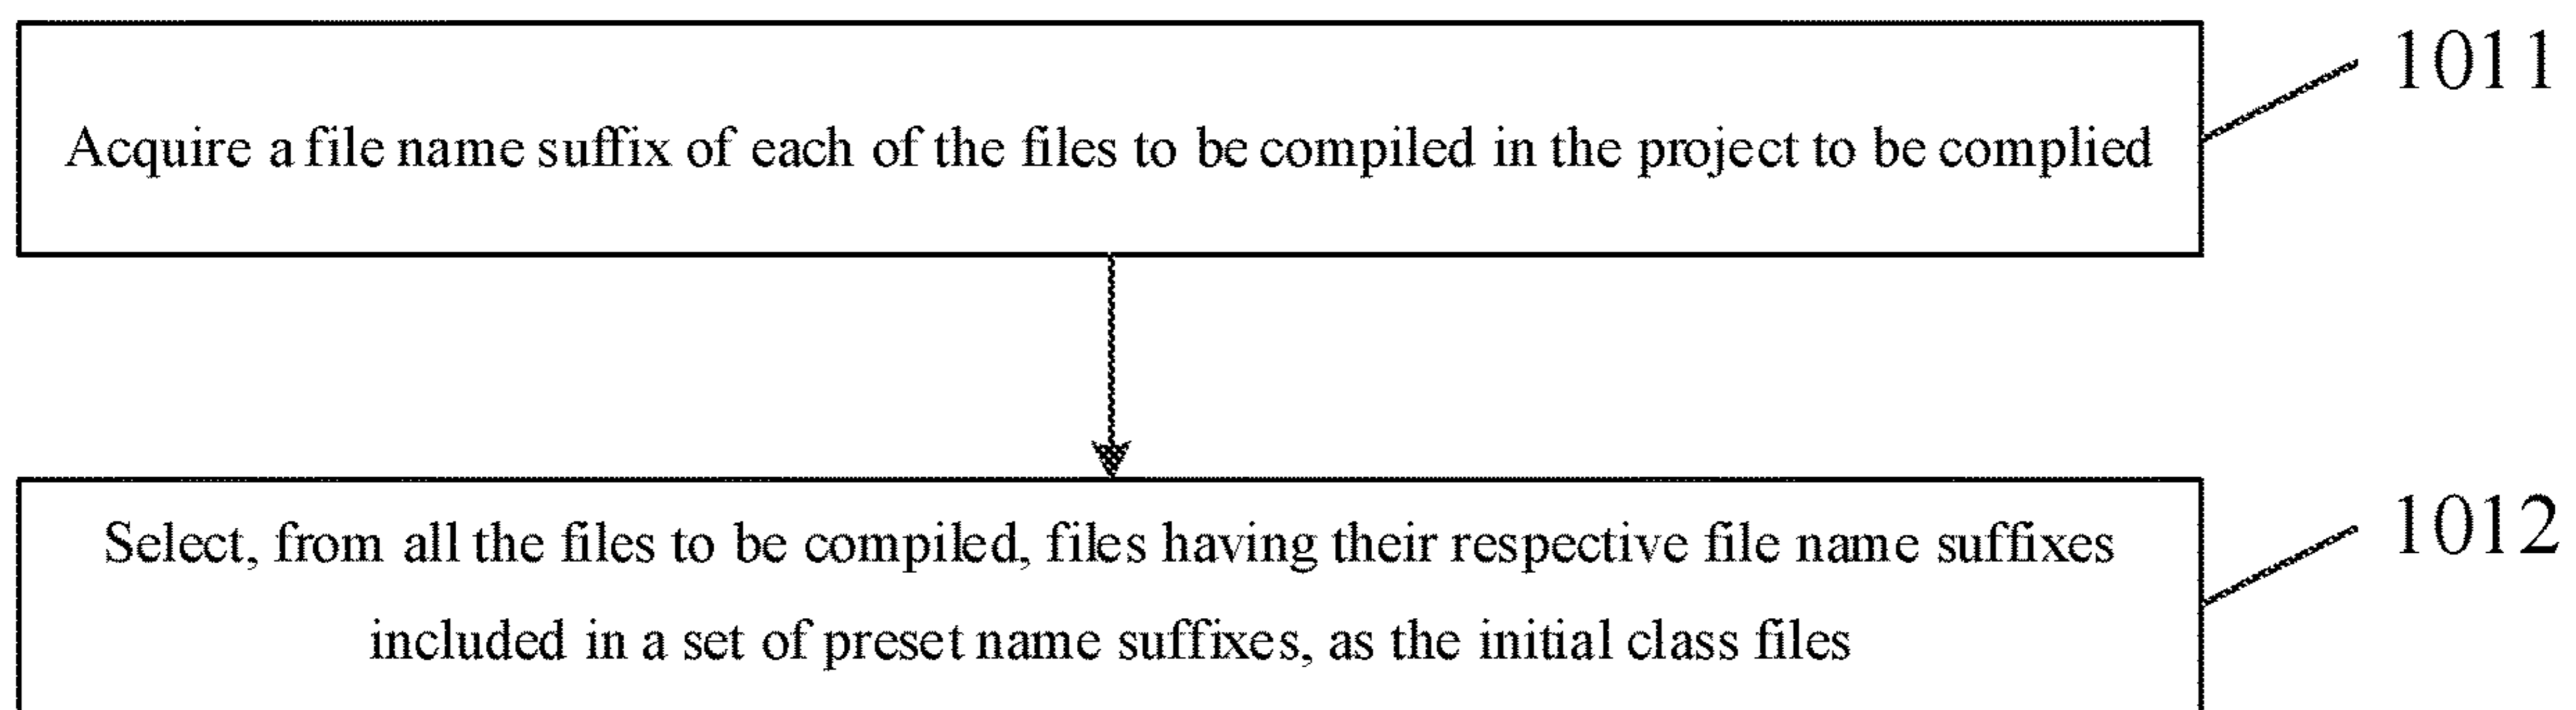 1011
Acquire a file name suffix of each of the files to be compiled in the project to be complied
1012
Select, from all the files to be compiled, files having their respective file name suffixes
included in a set of preset name suffixes, as the initial class files